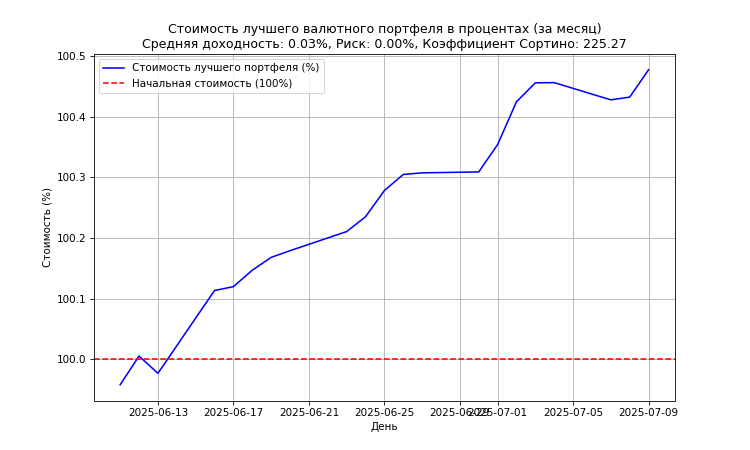 Стоимость лучшего валютного портфеля в процентах (за месяц)
Средняя доходность: 0.03%, Риск: 0.00%, Коэффициент Сортино: 225.27
Стоимость лучшего портфеля (%)
Начальная стоимость (100%)
Стоимость (%)
100.5
100.4
100.3
100.2
100.1
100.0
2025-06-13 2025-06-17 2025-06-21 2025-06-25 2025-06-29 2025-07-01 2025-07-05 2025-07-09
День